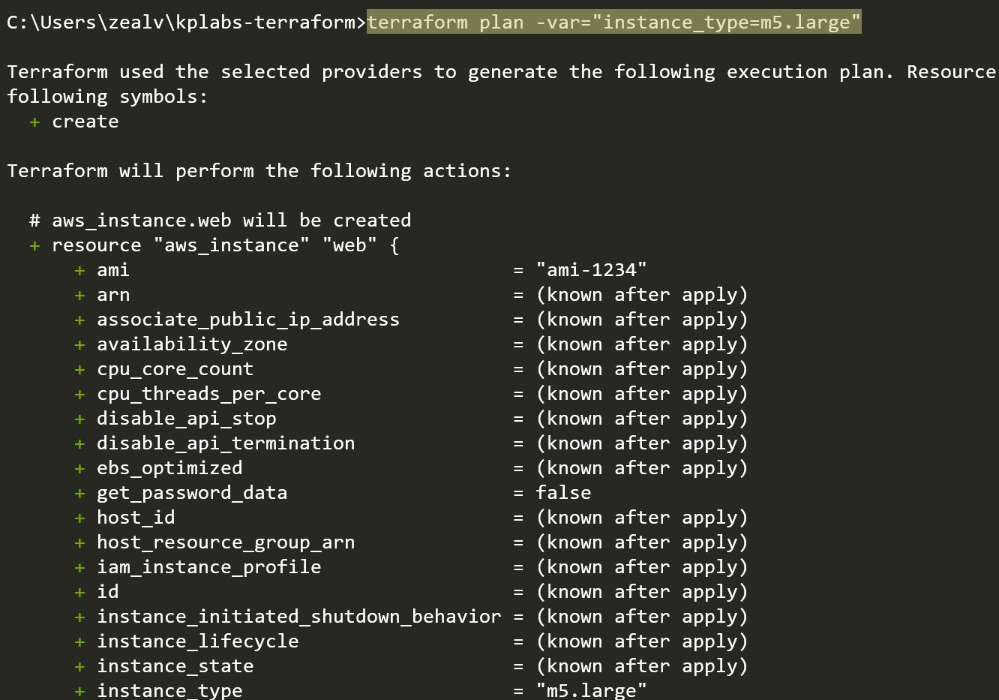 C:\Users\zealv\kplabs-terraform>terraform plan -var="instance_type=m5.large"
Terraform used the selected providers to generate the following execution plan. Resource
following symbols:
+ create
Terraform will perform the following actions:
# aws_instance.web will be created
+ resource "aws_instance" "web" {
+ ami = "ami-1234"
+ arn = (known after apply)
+ associate_public_ip_address = (known after apply)
+ availability_zone = (known after apply)
+ cpu_core_count = (known after apply)
+ cpu_threads_per_core = (known after apply)
+ disable_api_stop = (known after apply)
+ disable_api_termination = (known after apply)
+ ebs_optimized = (known after apply)
+ get_password_data = false
+ host_id = (known after apply)
+ host_resource_group_arn = (known after apply)
+ iam_instance_profile = (known after apply)
+ id = (known after apply)
+ instance_initiated_shutdown_behavior = (known after apply)
+ instance_lifecycle = (known after apply)
+ instance_state = (known after apply)
+ instance_type = "m5.large"